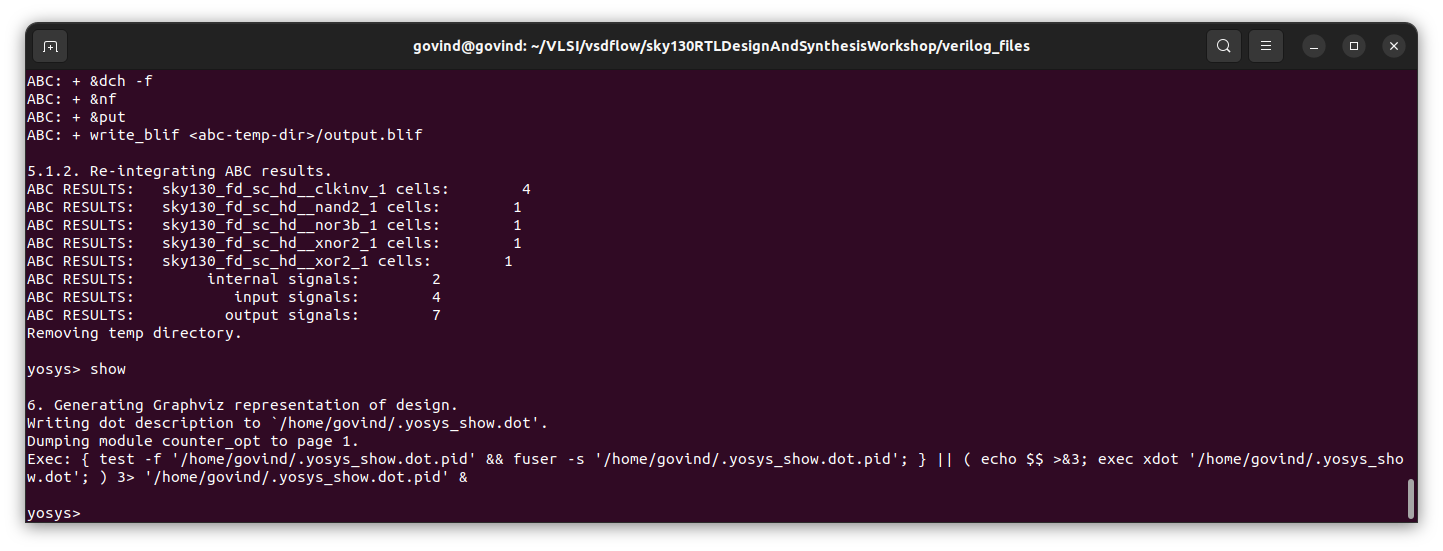 govind@govind: ~/VLSI/vsdflow/sky130RTLDesignAndSynthesisWorkshop/verilog_files
ABC: + &dch -f
ABC: + &nf
ABC: + &put
ABC: + write_blif <abc-temp-dir>/output.blif
5.1.2. Re-integrating ABC results.
ABC RESULTS:   sky130_fd_sc_hd__clkinv_1 cells:        4
ABC RESULTS:   sky130_fd_sc_hd__nand2_1 cells:        1
ABC RESULTS:   sky130_fd_sc_hd__nor3b_1 cells:        1
ABC RESULTS:   sky130_fd_sc_hd__xnor2_1 cells:        1
ABC RESULTS:   sky130_fd_sc_hd__xor2_1 cells:        1
ABC RESULTS:        internal signals:        2
ABC RESULTS:           input signals:        4
ABC RESULTS:          output signals:        7
Removing temp directory.
yosys> show
6. Generating Graphviz representation of design.
Writing dot description to `/home/govind/.yosys_show.dot'.
Dumping module counter_opt to page 1.
Exec: { test -f '/home/govind/.yosys_show.dot.pid' && fuser -s '/home/govind/.yosys_show.dot.pid'; } || ( echo $$ >&3; exec xdot '/home/govind/.yosys_sho
w.dot'; ) 3> '/home/govind/.yosys_show.dot.pid' &
yosys>